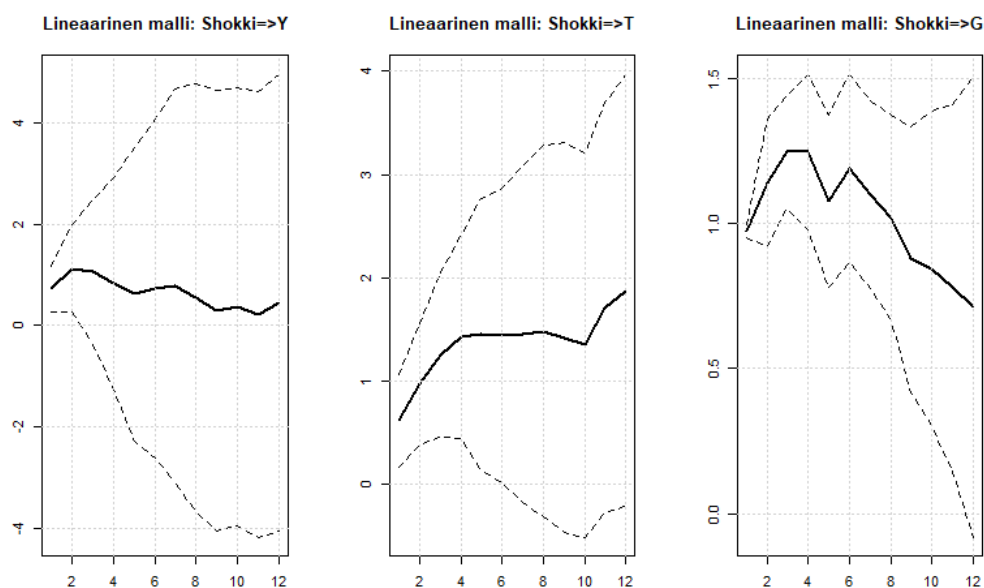 Lineaarinen malli: Shokki=>Y
4
2
0
-2
-4
2 4 6 8 10 12
Lineaarinen malli: Shokki=>T
4
3
2
1
0
2 4 6 8 10 12
Lineaarinen malli: Shokki=>G
1.5
1.0
0.5
0.0
2 4 6 8 10 12